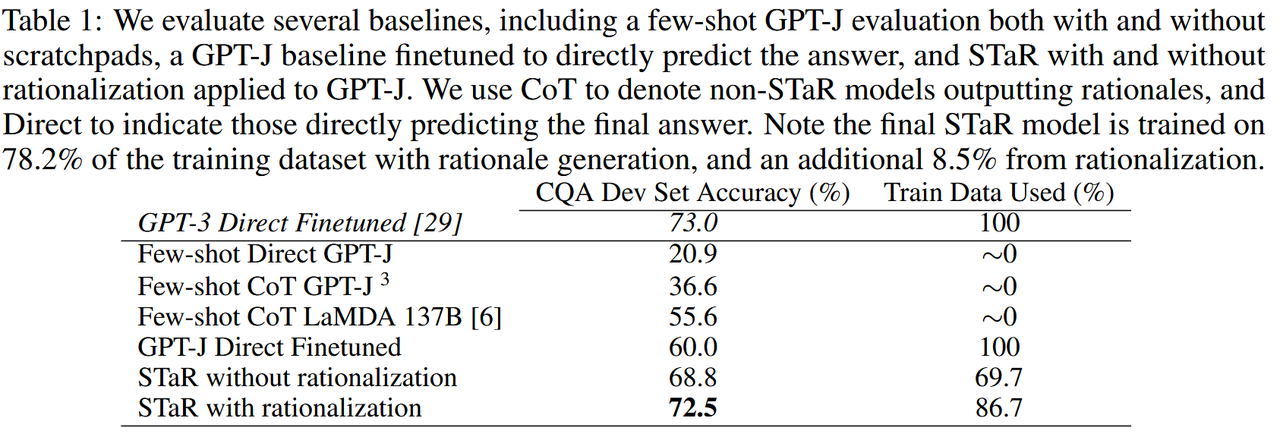 Table 1: We evaluate several baselines, including a few-shot GPT-J evaluation both with and without
scratchpads, a GPT-J baseline finetuned to directly predict the answer, and STaR with and without
rationalization applied to GPT-J. We use CoT to denote non-STaR models outputting rationales, and
Direct to indicate those directly predicting the final answer. Note the final STaR model is trained on
78.2% of the training dataset with rationale generation, and an additional 8.5% from rationalization.
CQA Dev Set Accuracy (%) Train Data Used (%)
GPT-3 Direct Finetuned [29] 73.0 100
Few-shot Direct GPT-J 20.9 ∼0
Few-shot CoT GPT-J 3 36.6 ∼0
Few-shot CoT LaMDA 137B [6] 55.6 ∼0
GPT-J Direct Finetuned 60.0 100
STaR without rationalization 68.8 69.7
STaR with rationalization 72.5 86.7